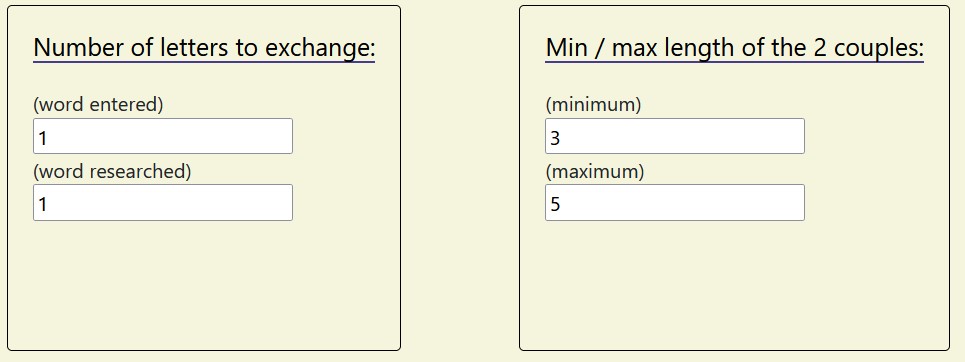 Number of letters to exchange:
(word entered)
1
(word researched)
1
Min / max length of the 2 couples:
(minimum)
3
(maximum)
5